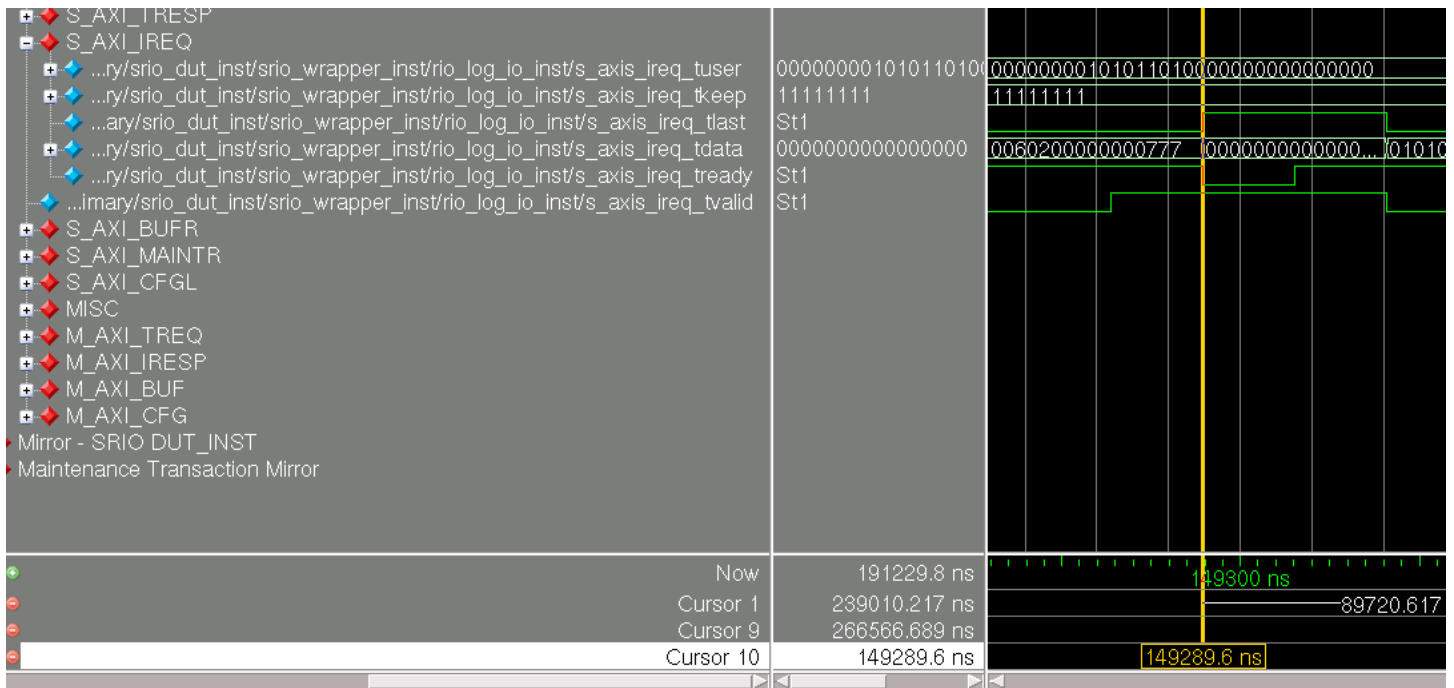 S_AXI_TRESP
S_AXI_IREQ
...ry/srio_dut_inst/srio_wrapper_inst/rio_log_io_inst/s_axis_ireq_tuser 0000000010101101000 00000000101011010000000000000000
...ry/srio_dut_inst/srio_wrapper_inst/rio_log_io_inst/s_axis_ireq_tkeep 11111111 11111111
...ary/srio_dut_inst/srio_wrapper_inst/rio_log_io_inst/s_axis_ireq_tlast St1
...ry/srio_dut_inst/srio_wrapper_inst/rio_log_io_inst/s_axis_ireq_tdata 0000000000000000 0060200000000777 0000000000000... 01010
...ry/srio_dut_inst/srio_wrapper_inst/rio_log_io_inst/s_axis_ireq_tready St1
...imary/srio_dut_inst/srio_wrapper_inst/rio_log_io_inst/s_axis_ireq_tvalid St1
S_AXI_BUFR
S_AXI_MAINTR
S_AXI_CFGL
MISC
M_AXI_TREQ
M_AXI_IRESP
M_AXI_BUF
M_AXI_CFG
Mirror - SRIO DUT_INST
Maintenance Transaction Mirror
Now 191229.8 ns 149300 ns
Cursor 1 239010.217 ns 89720.617
Cursor 9 266566.689 ns
Cursor 10 149289.6 ns 149289.6 ns